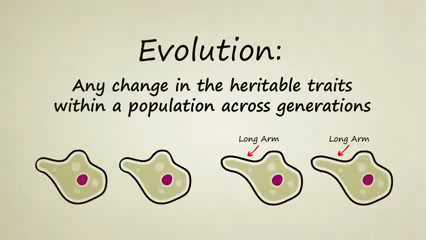 Evolution:
Any change in the heritable traits
within a population across generations
Long Arm
Long Arm